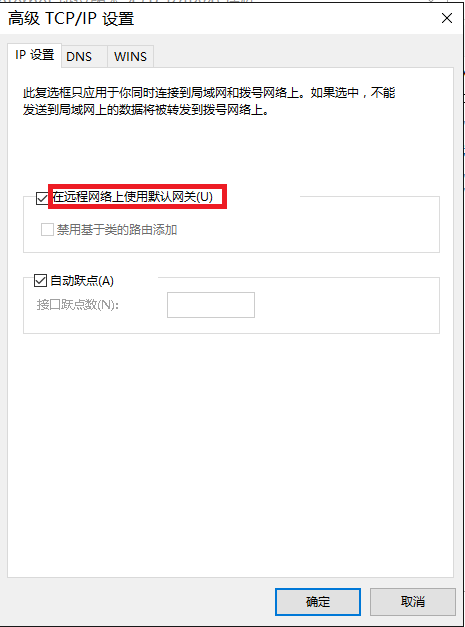 高级 TCP/IP 设置
IP 设置 DNS WINS
此复选框只应用于你同时连接到局域网和拨号网络上。如果选中，不能
发送到局域网上的数据将被转发到拨号网络上。
在远程网络上使用默认网关(U)
禁用基于类的路由添加
自动跃点(A)
接口跃点数(N):
确定 取消